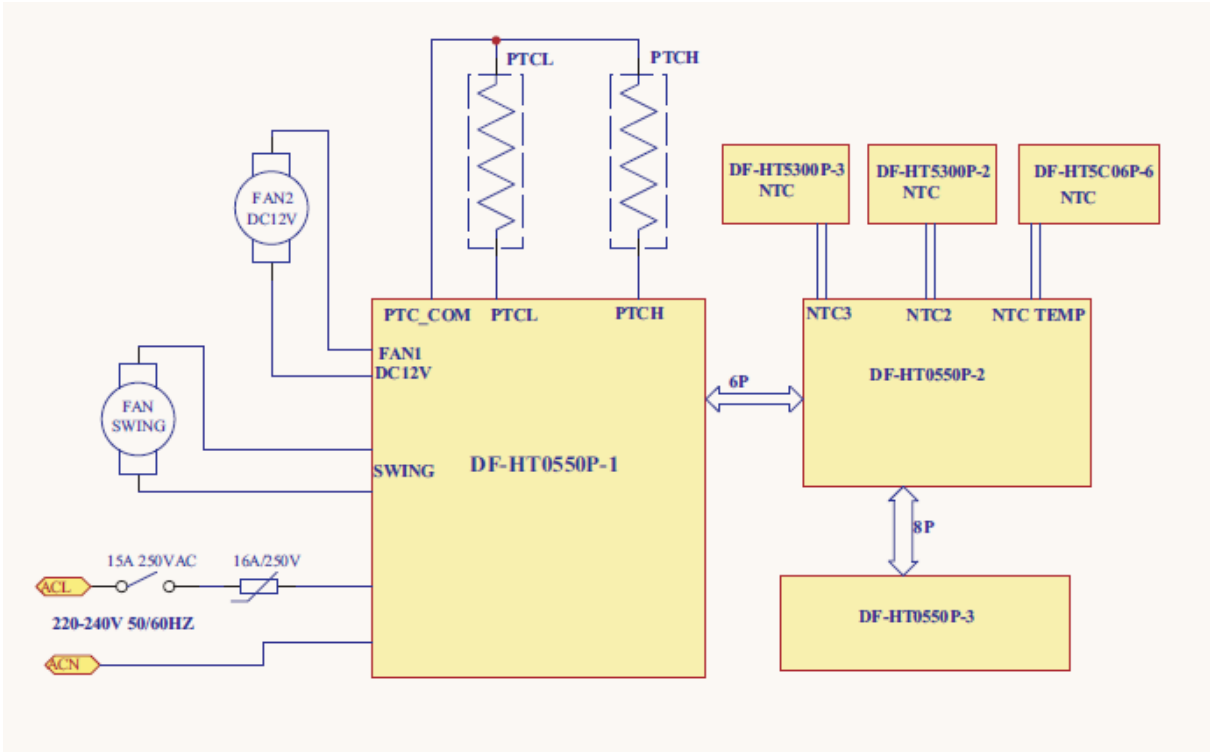 PTCL
PTCH
FAN2
DC12V
DF-HT5300P-3
NTC
DF-HT5300P-2
NTC
DF-HT5C06P-6
NTC
PTC_COM
PTCL
PTCH
NTC3
NTC2
NTC TEMP
FAN1
DC12V
DF-HT0550P-2
6P
FAN
SWING
SWING
DF-HT0550P-1
8P
15A 250VAC
16A/250V
ACL
220-240V 50/60HZ
DF-HT0550P-3
ACN